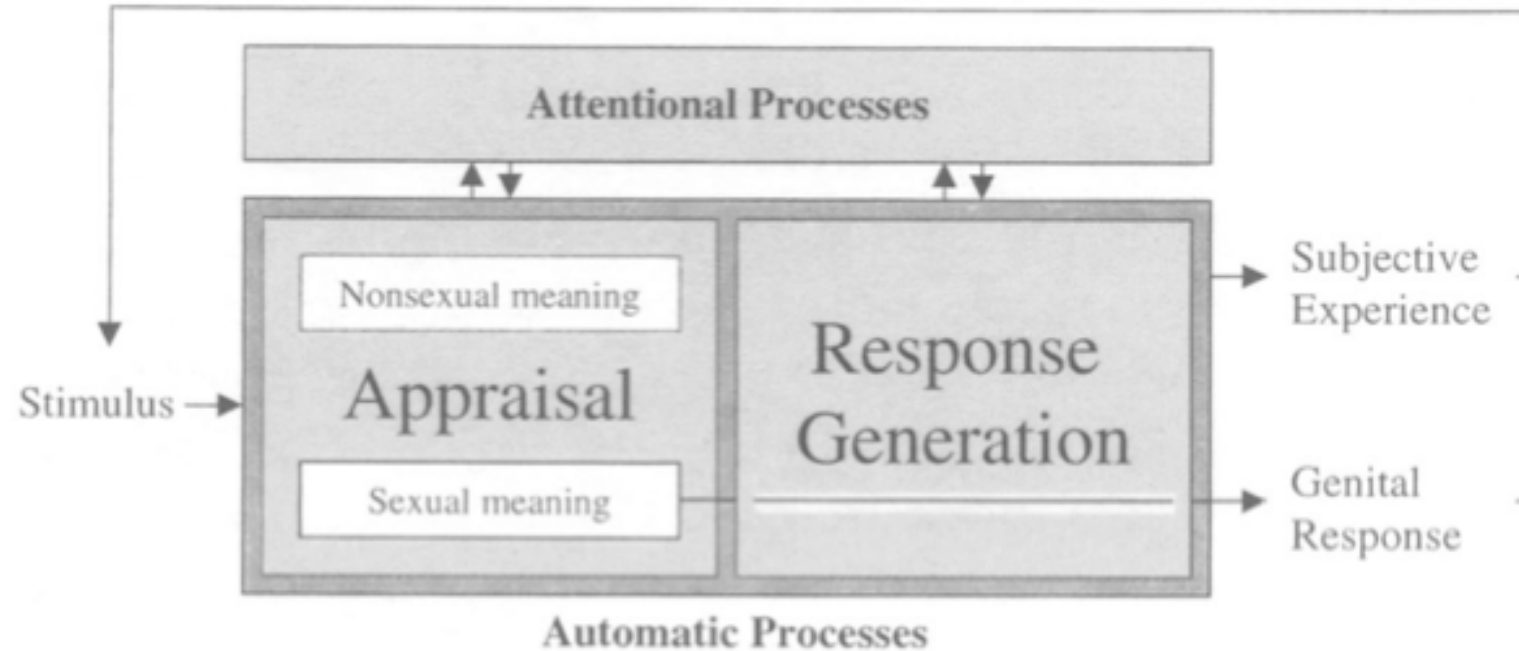 Attentional Processes
Nonsexual meaning
Appraisal
Sexual meaning
Response
Generation
Stimulus
Subjective
Experience
Genital
Response
Automatic Processes